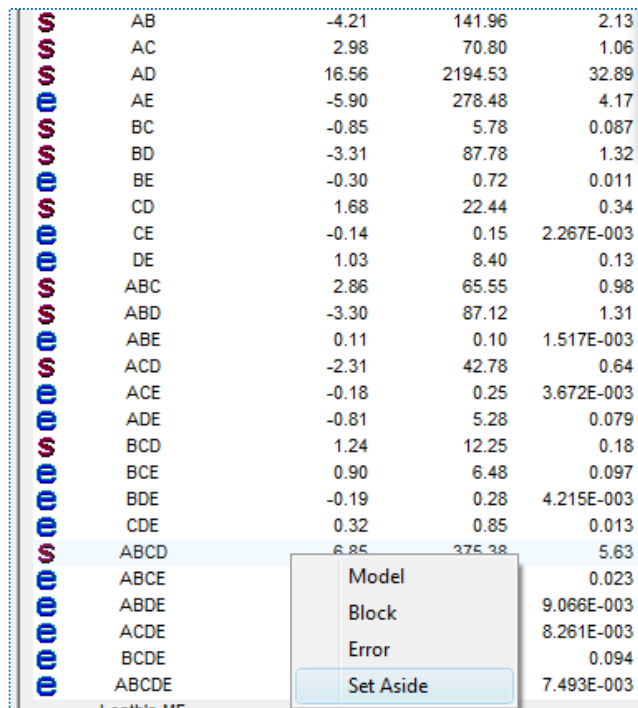 S AB -4.21 141.96 2.13
S AC 2.98 70.80 1.06
S AD 16.56 2194.53 32.89
e AE -5.90 278.48 4.17
S BC -0.85 5.78 0.087
S BD -3.31 87.78 1.32
e BE -0.30 0.72 0.011
S CD 1.68 22.44 0.34
e CE -0.14 0.15 2.267E-003
e DE 1.03 8.40 0.13
S ABC 2.86 65.55 0.98
S ABD -3.30 87.12 1.31
e ABE 0.11 0.10 1.517E-003
S ACD -2.31 42.78 0.64
e ACE -0.18 0.25 3.672E-003
e ADE -0.81 5.28 0.079
S BCD 1.24 12.25 0.18
e BCE 0.90 6.48 0.097
e BDE -0.19 0.28 4.215E-003
e CDE 0.32 0.85 0.013
S ABCD 6.85 375.38 5.63
e ABCE 0.023
e ABDE 9.066E-003
e ACDE 8.261E-003
e BCDE 0.094
e ABCDE 7.493E-003
Model
Block
Error
Set Aside